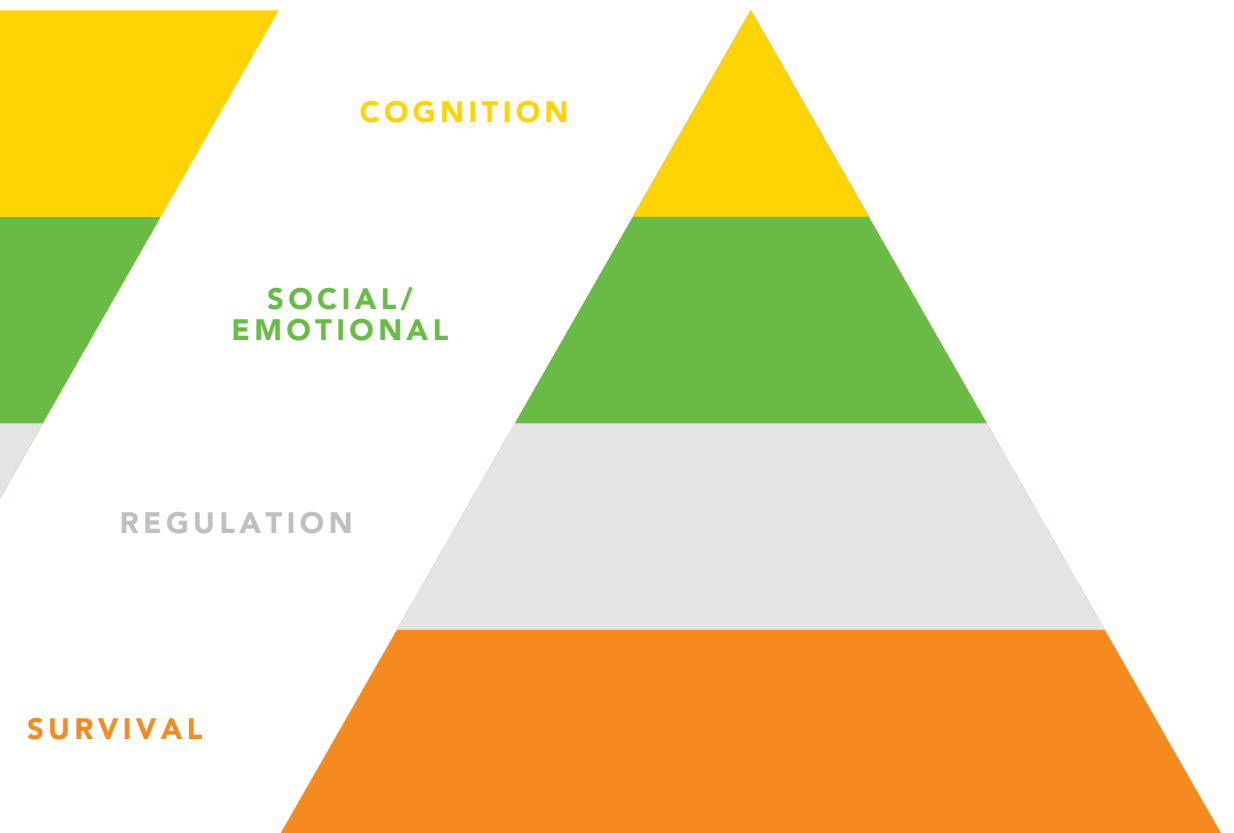 COGNITION
SOCIAL/
EMOTIONAL
REGULATION
SURVIVAL